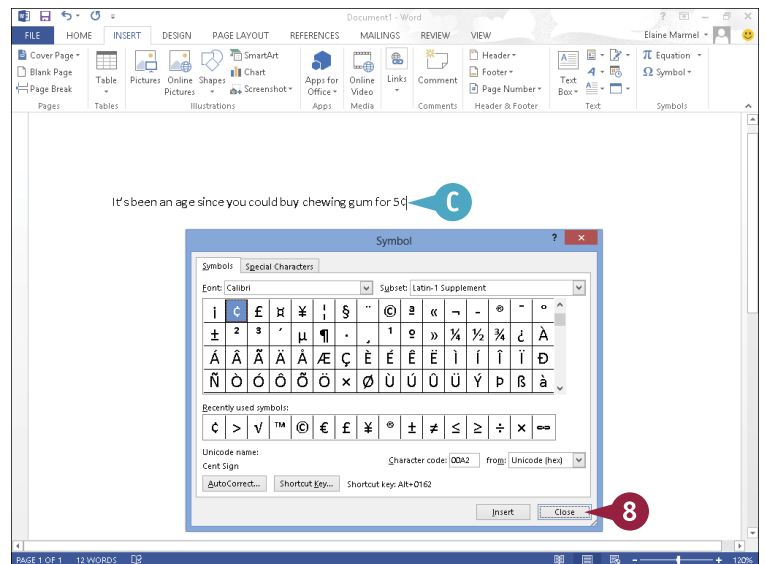 Document1 - Word
FILE HOME INSERT DESIGN PAGE LAYOUT REFERENCES MAILINGS REVIEW VIEW Elaine Marmel
Cover Page
Blank Page
Page Break
Pages
Table
Tables
Pictures
Online Pictures
Shapes
SmartArt
Chart
Screenshot
Illustrations
Apps for Office
Apps
Online Video
Media
Links
Comment
Comments
Header
Footer
Page Number
Header & Footer
Text Box
Text
π Equation
Ω Symbol
Symbols
It's been an age since you could buy chewing gum for 5¢
C
Symbol
? ×
Symbols Special Characters
Font: Calibri Subset: Latin-1 Supplement
¡ ¢ £ ¤ ¥ ¦ § ¨ © ª « ¬ - ® ¯ °
± ² ³ ´ µ ¶ · ¸ ¹ º » ¼ ½ ¾ ¿ À
Á Â Ã Ä Å Æ Ç È É Ê Ë Ì Í Î Ï Ð
Ñ Ò Ó Ô Õ Ö × Ø Ù Ú Û Ü Ý Þ ß à
Recently used symbols:
¢ > √ ™ © € £ ¥ ® ± ≠ ≤ ≥ ÷ × ∞
Unicode name:
Cent Sign
Character code: 00A2 from: Unicode (hex)
AutoCorrect... Shortcut Key... Shortcut key: Alt+0162
Insert Close
8
PAGE 1 OF 1 12 WORDS 120%